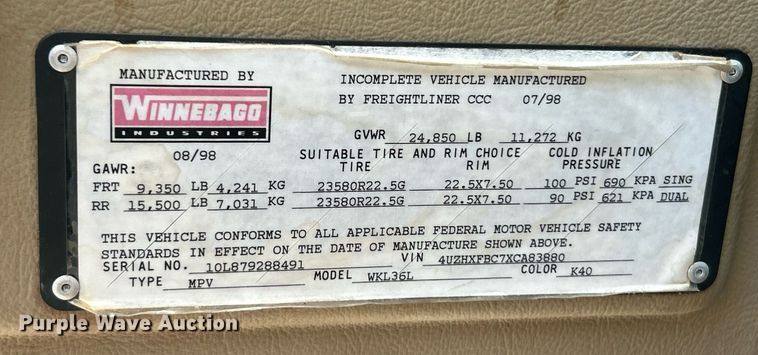 MANUFACTURED BY
WINNEBAGO
INDUSTRIES
08/98
INCOMPLETE VEHICLE MANUFACTURED
BY FREIGHTLINER CCC 07/98
GVWR 24,850 LB 11,272 KG
SUITABLE TIRE AND RIM CHOICE COLD INFLATION
GAWR: TIRE RIM PRESSURE
FRT 9,350 LB 4,241 KG 23580R22.5G 22.5X7.50 100 PSI 690 KPA SING
RR 15,500 LB 7,031 KG 23580R22.5G 22.5X7.50 90 PSI 621 KPA DUAL
THIS VEHICLE CONFORMS TO ALL APPLICABLE FEDERAL MOTOR VEHICLE SAFETY
STANDARDS IN EFFECT ON THE DATE OF MANUFACTURE SHOWN ABOVE.
SERIAL NO. 10L879288491 VIN 4UZHXFBC7XCA83880
TYPE MPV MODEL WKL36L COLOR K40
Purple Wave Auction